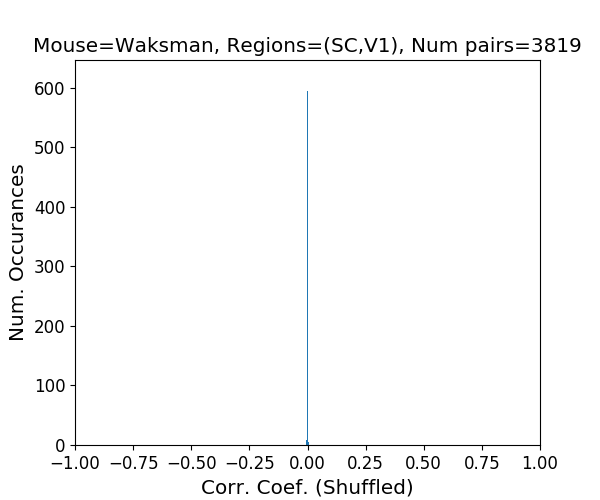 Mouse=Waksman, Regions=(SC,V1), Num pairs=3819
Num. Occurances
600
500
400
300
200
100
0
−1.00 −0.75 −0.50 −0.25 0.00 0.25 0.50 0.75 1.00
Corr. Coef. (Shuffled)